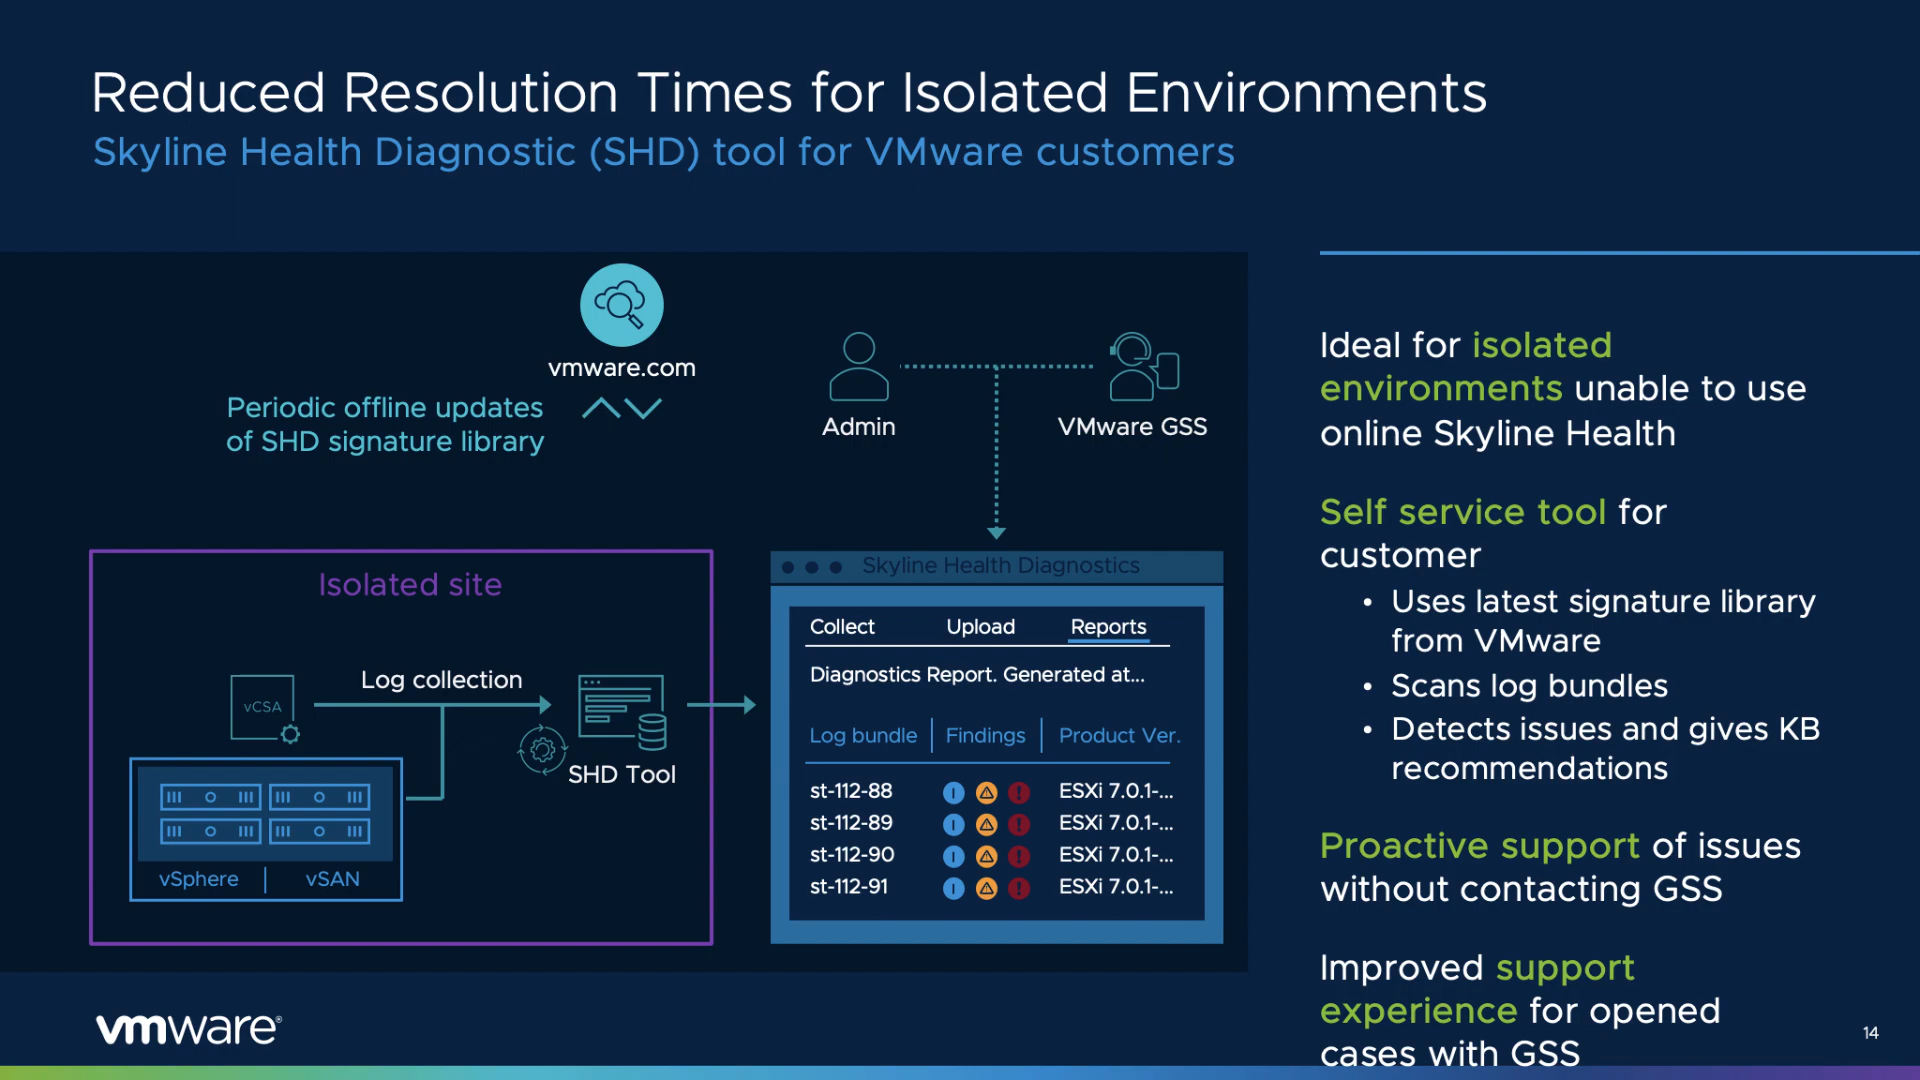 Reduced Resolution Times for Isolated Environments
Skyline Health Diagnostic (SHD) tool for VMware customers
vmware.com
Periodic offline updates
of SHD signature library
Admin
VMware GSS
Isolated site
Log collection
vCSA
SHD Tool
vSphere | vSAN
Skyline Health Diagnostics
Collect Upload Reports
Diagnostics Report. Generated at...
Log bundle | Findings | Product Ver.
st-112-88 ESXi 7.0.1-...
st-112-89 ESXi 7.0.1-...
st-112-90 ESXi 7.0.1-...
st-112-91 ESXi 7.0.1-...
Ideal for isolated
environments unable to use
online Skyline Health
Self service tool for
customer
• Uses latest signature library
from VMware
• Scans log bundles
• Detects issues and gives KB
recommendations
Proactive support of issues
without contacting GSS
Improved support
experience for opened
cases with GSS
vmware®
14